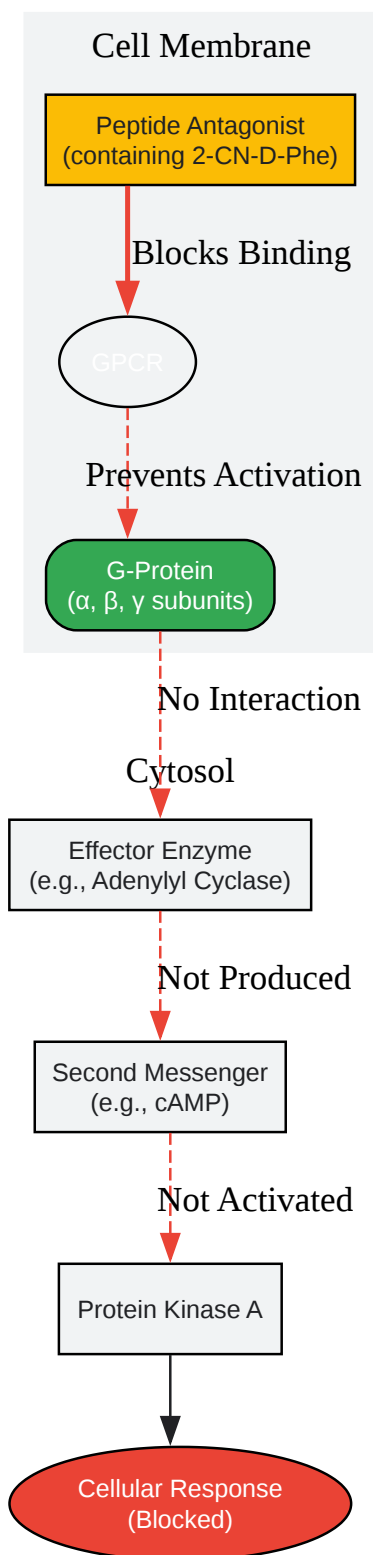 Cell Membrane
Peptide Antagonist
(containing 2-CN-D-Phe)
Blocks Binding
GPCR
Prevents Activation
G-Protein
(α, β, γ subunits)
No Interaction
Cytosol
Effector Enzyme
(e.g., Adenylyl Cyclase)
Not Produced
Second Messenger
(e.g., cAMP)
Not Activated
Protein Kinase A
Cellular Response
(Blocked)